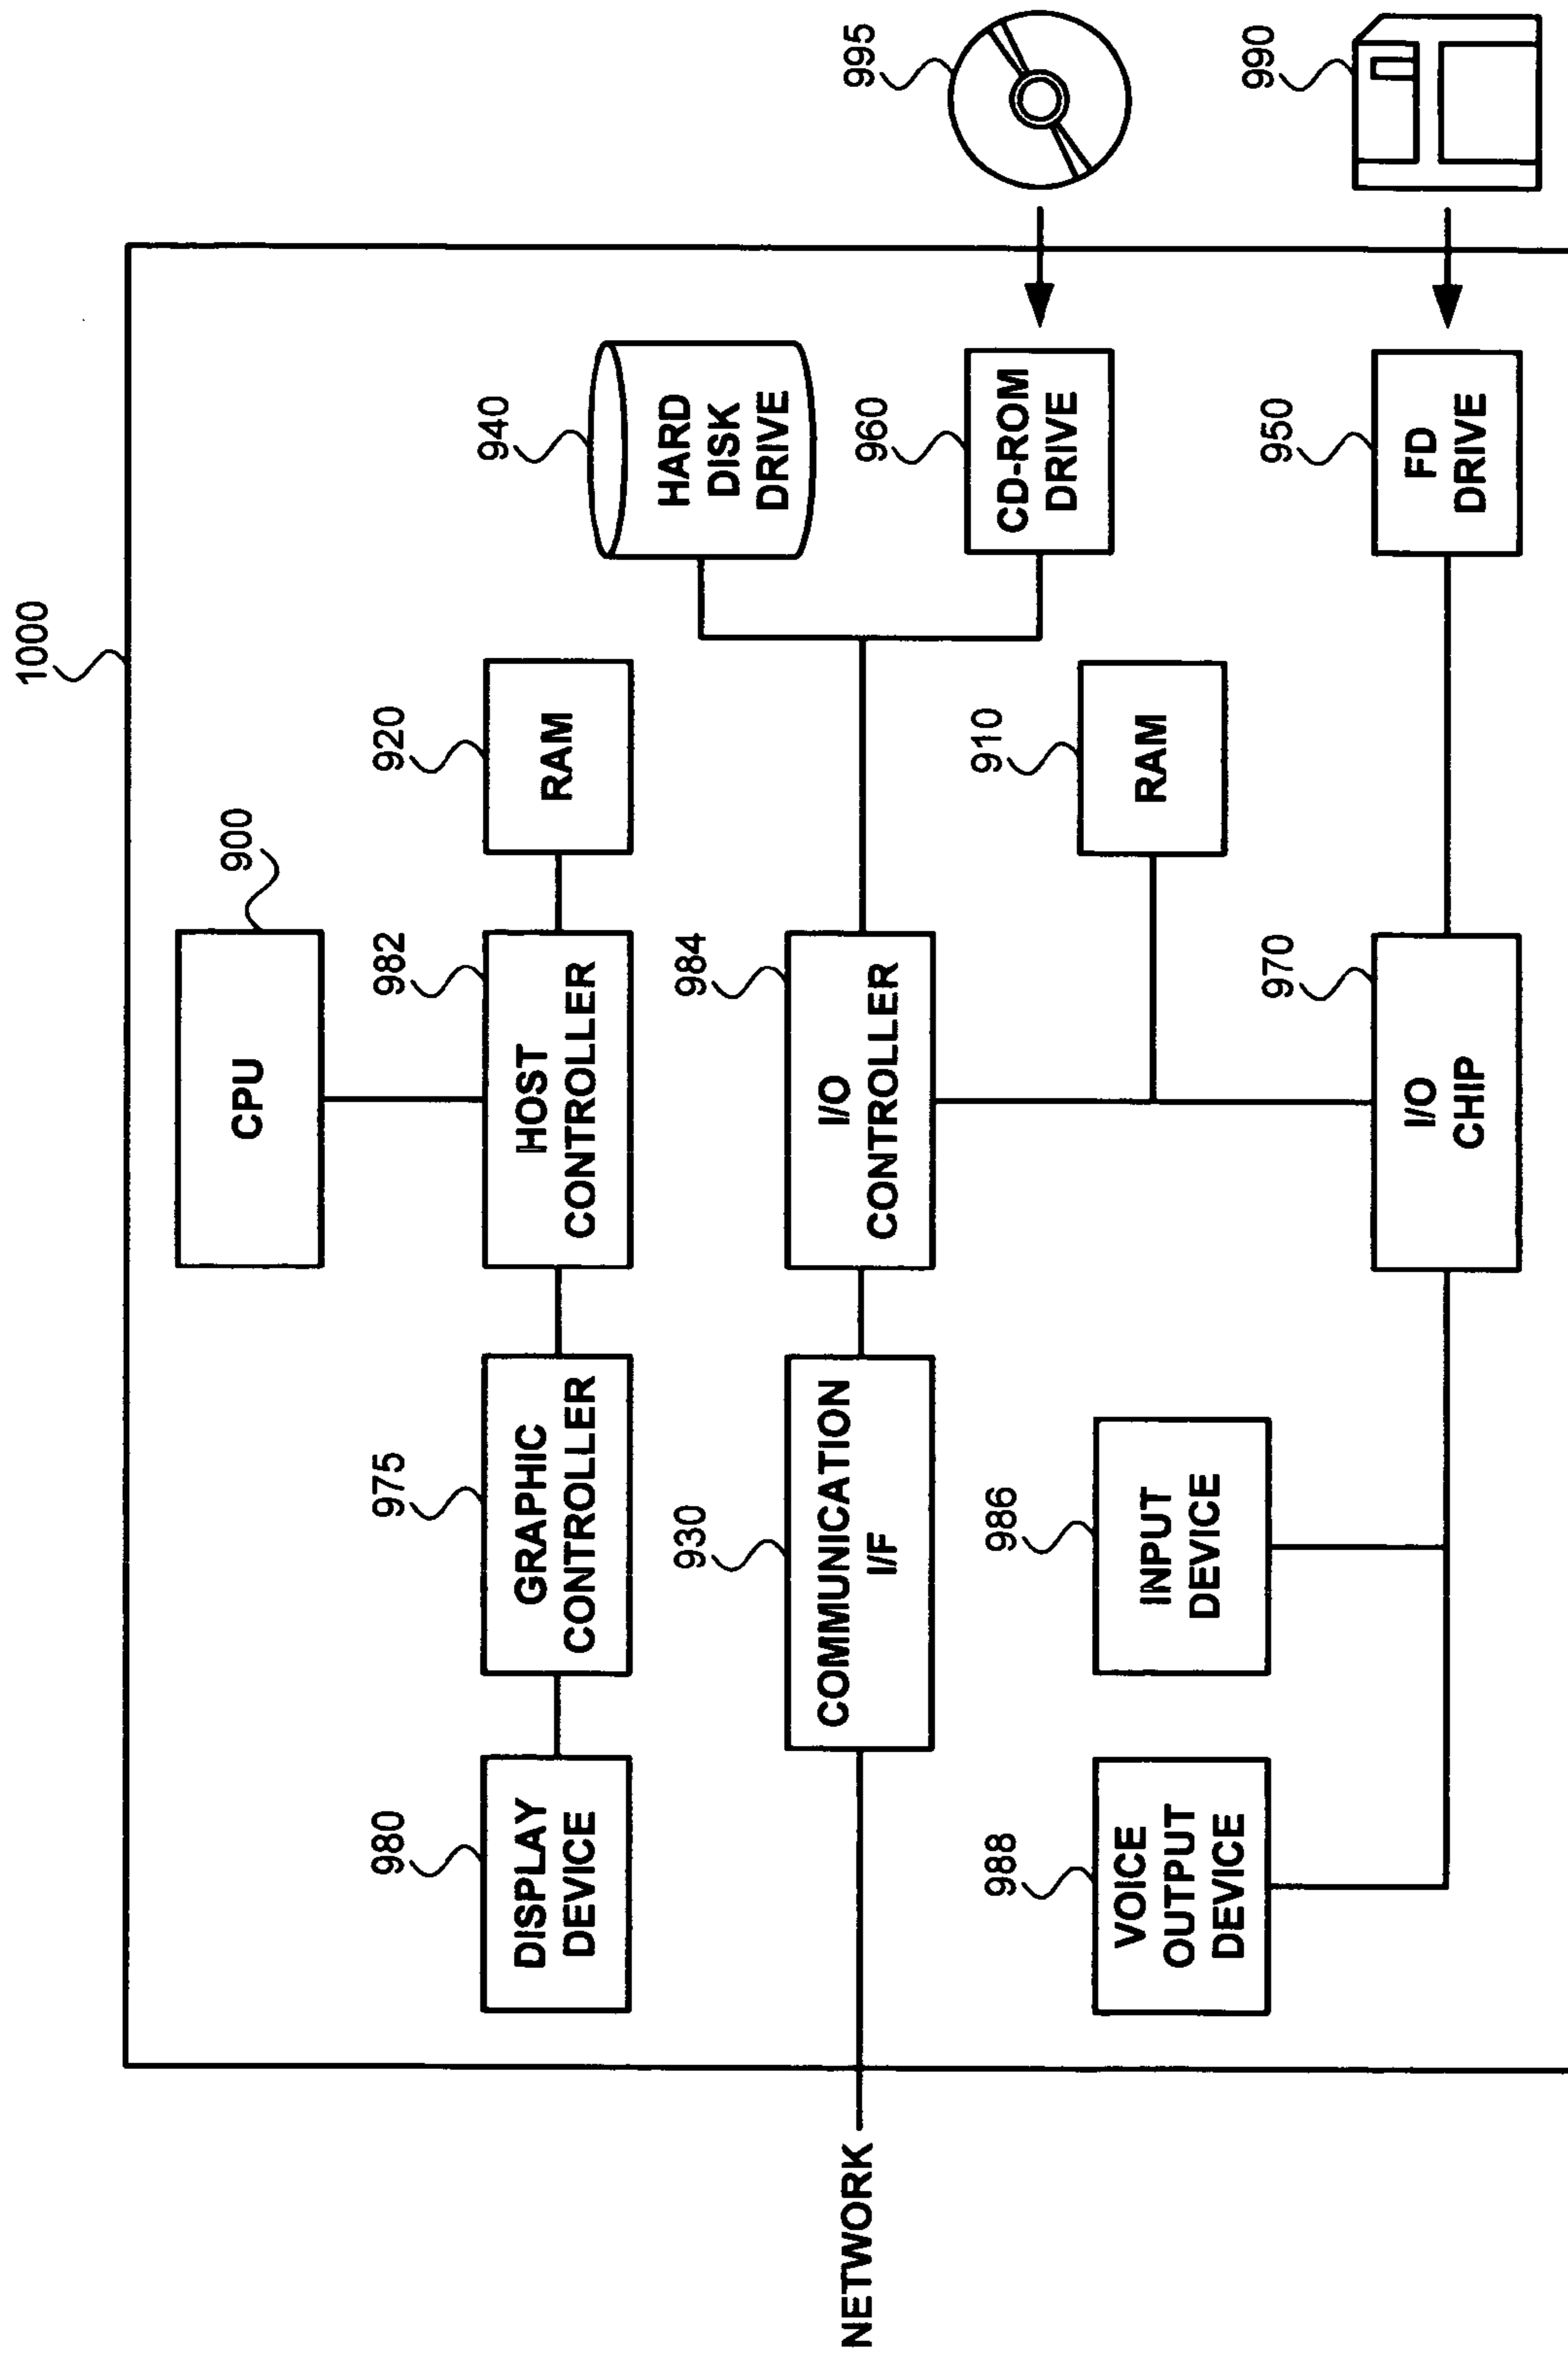 1000
900
CPU
980
DISPLAY
DEVICE
975
GRAPHIC
CONTROLLER
982
HOST
CONTROLLER
920
RAM
940
HARD
DISK
DRIVE
NETWORK
930
COMMUNICATION
I/F
984
I/O
CONTROLLER
960
CD-ROM
DRIVE
995
988
VOICE
OUTPUT
DEVICE
986
INPUT
DEVICE
910
RAM
970
I/O
CHIP
950
FD
DRIVE
990